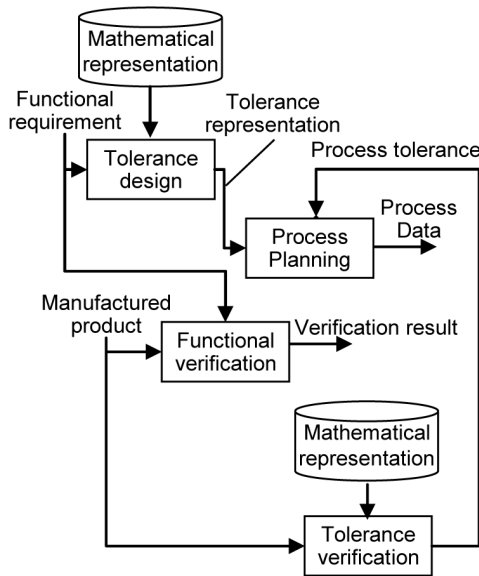 Mathematical
representation
Functional
requirement
Tolerance
representation
Tolerance
design
Process tolerance
Process
Planning
Process
Data
Manufactured
product
Functional
verification
Verification result
Mathematical
representation
Tolerance
verification